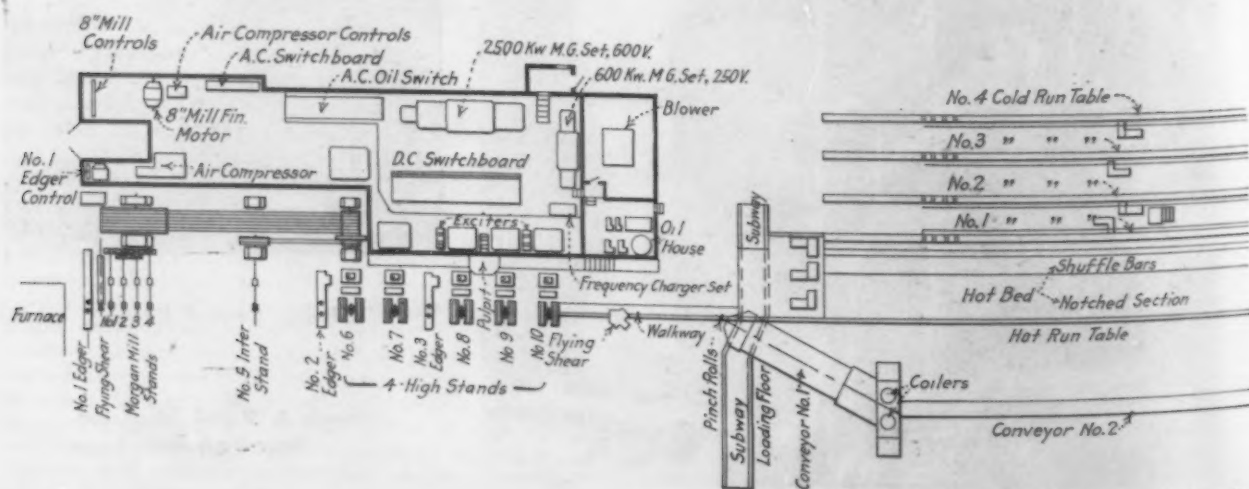 8" Mill
Controls
Air Compressor Controls
A.C. Switchboard
A.C. Oil Switch
2500 Kw M.G. Set, 600V.
600 Kw. M.G. Set, 250V.
Blower
8" Mill Fin.
Motor
No. 1
Edger
Control
Air Compressor
D.C Switchboard
Exciters
Oil
House
Frequency Charger Set
Pulpit
Subway
No. 4 Cold Run Table
No. 3 " " "
No. 2 " " "
No. 1 " " "
Hot Bed
Shuffle Bars
Notched Section
Hot Run Table
Furnace
No. 1 Edger
Flying Shear
No.1 2 3 4
Morgan Mill
Stands
No. 5 Inter
Stand
No. 2
Edger
No. 6
No. 7
No. 3
Edger
No. 8
No. 9
No. 10
4-High Stands
Flying
Shear
Walkway
Pinch Rolls
Subway
Loading Floor
Conveyor No. 1
Coilers
Conveyor No. 2